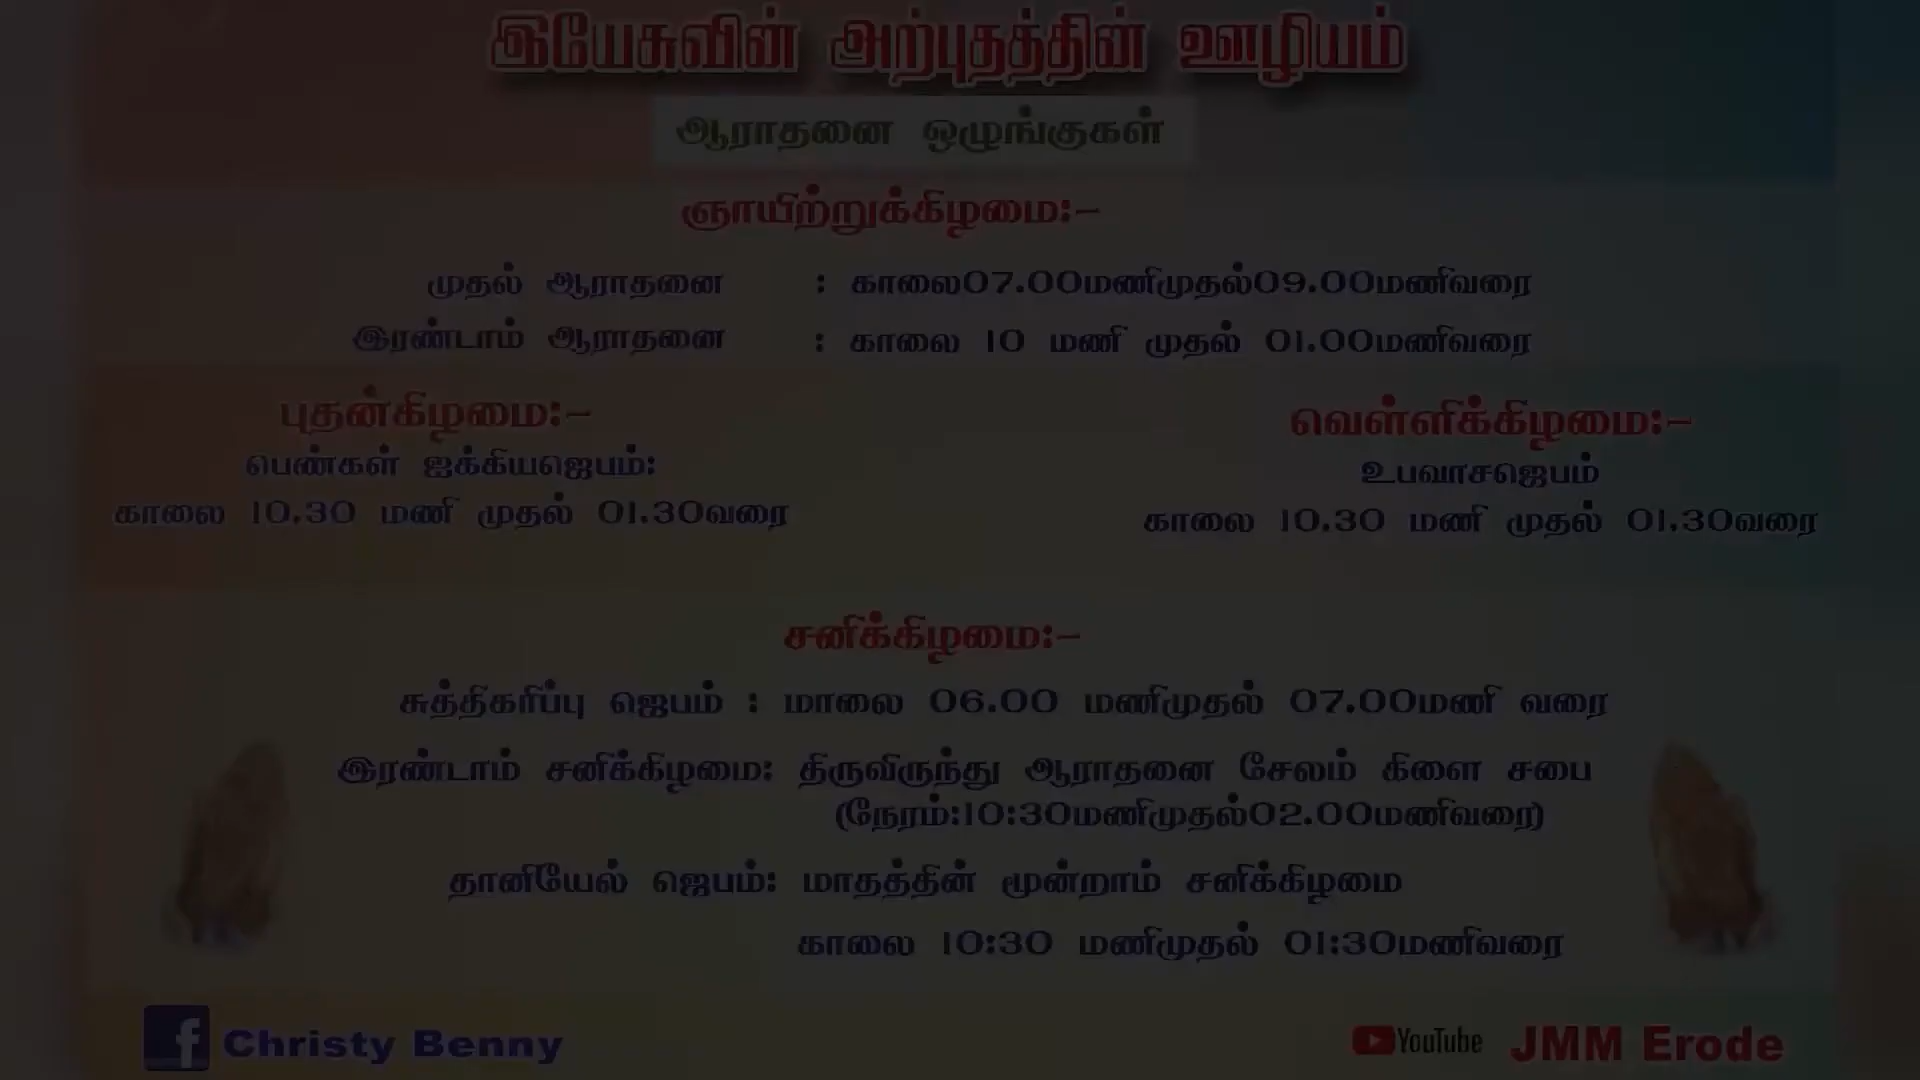 இயேசுவின் அற்புதத்தின் ஊழியம்
ஆராதனை ஒழுங்குகள்
ஞாயிற்றுக்கிழமை:-
முதல் ஆராதனை : காலை07.00மணிமுதல்09.00மணிவரை
இரண்டாம் ஆராதனை : காலை 10 மணி முதல் 01.00மணிவரை
புதன்கிழமை:-
பெண்கள் ஐக்கியஜெபம்:
காலை 10.30 மணி முதல் 01.30வரை
வெள்ளிக்கிழமை:-
உபவாசஜெபம்
காலை 10.30 மணி முதல் 01.30வரை
சனிக்கிழமை:-
சுத்திகரிப்பு ஜெபம் : மாலை 06.00 மணிமுதல் 07.00மணி வரை
இரண்டாம் சனிக்கிழமை: திருவிருந்து ஆராதனை சேலம் கிளை சபை
(நேரம்:10:30மணிமுதல்02.00மணிவரை)
தானியேல் ஜெபம்: மாதத்தின் மூன்றாம் சனிக்கிழமை
காலை 10:30 மணிமுதல் 01:30மணிவரை
f Christy Benny
YouTube JMM Erode